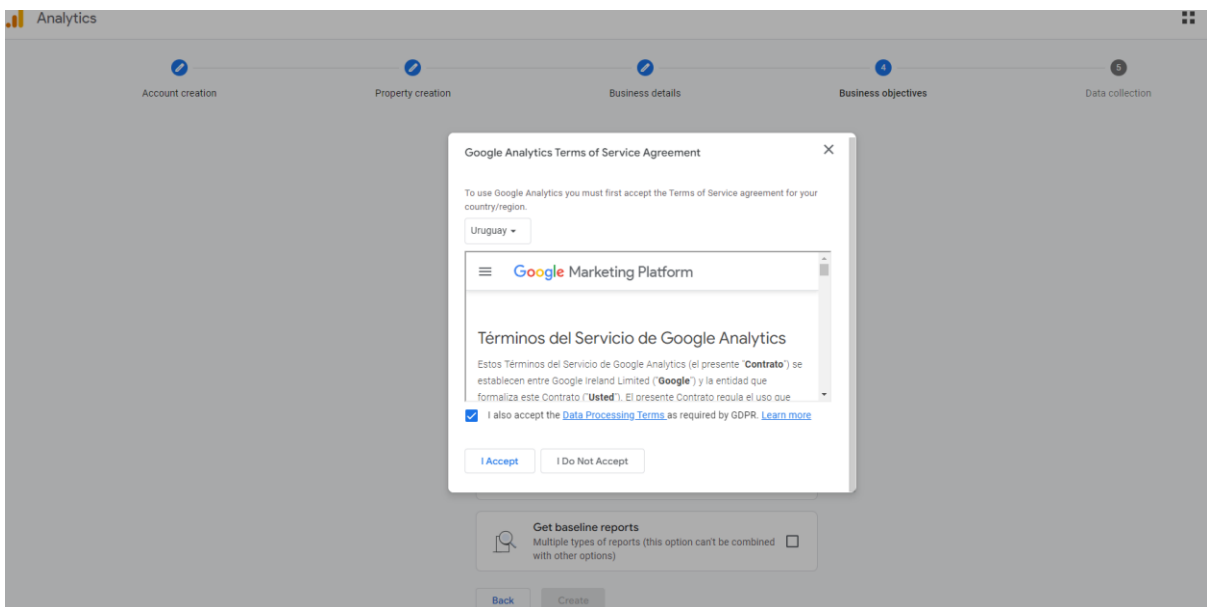 Analytics
4
5
Account creation
Property creation
Business details
Business objectives
Data collection
Google Analytics Terms of Service Agreement
To use Google Analytics you must first accept the Terms of Service agreement for your
country/region.
Uruguay
Google Marketing Platform
Términos del Servicio de Google Analytics
Estos Términos del Servicio de Google Analytics (el presente "Contrato") se
establecen entre Google Ireland Limited ("Google") y la entidad que
formaliza este Contrato ("Usted"). El presente Contrato regula el uso que
I also accept the Data Processing Terms as required by GDPR. Learn more
I Accept
I Do Not Accept
Get baseline reports
Multiple types of reports (this option can't be combined
with other options)
Back
Create